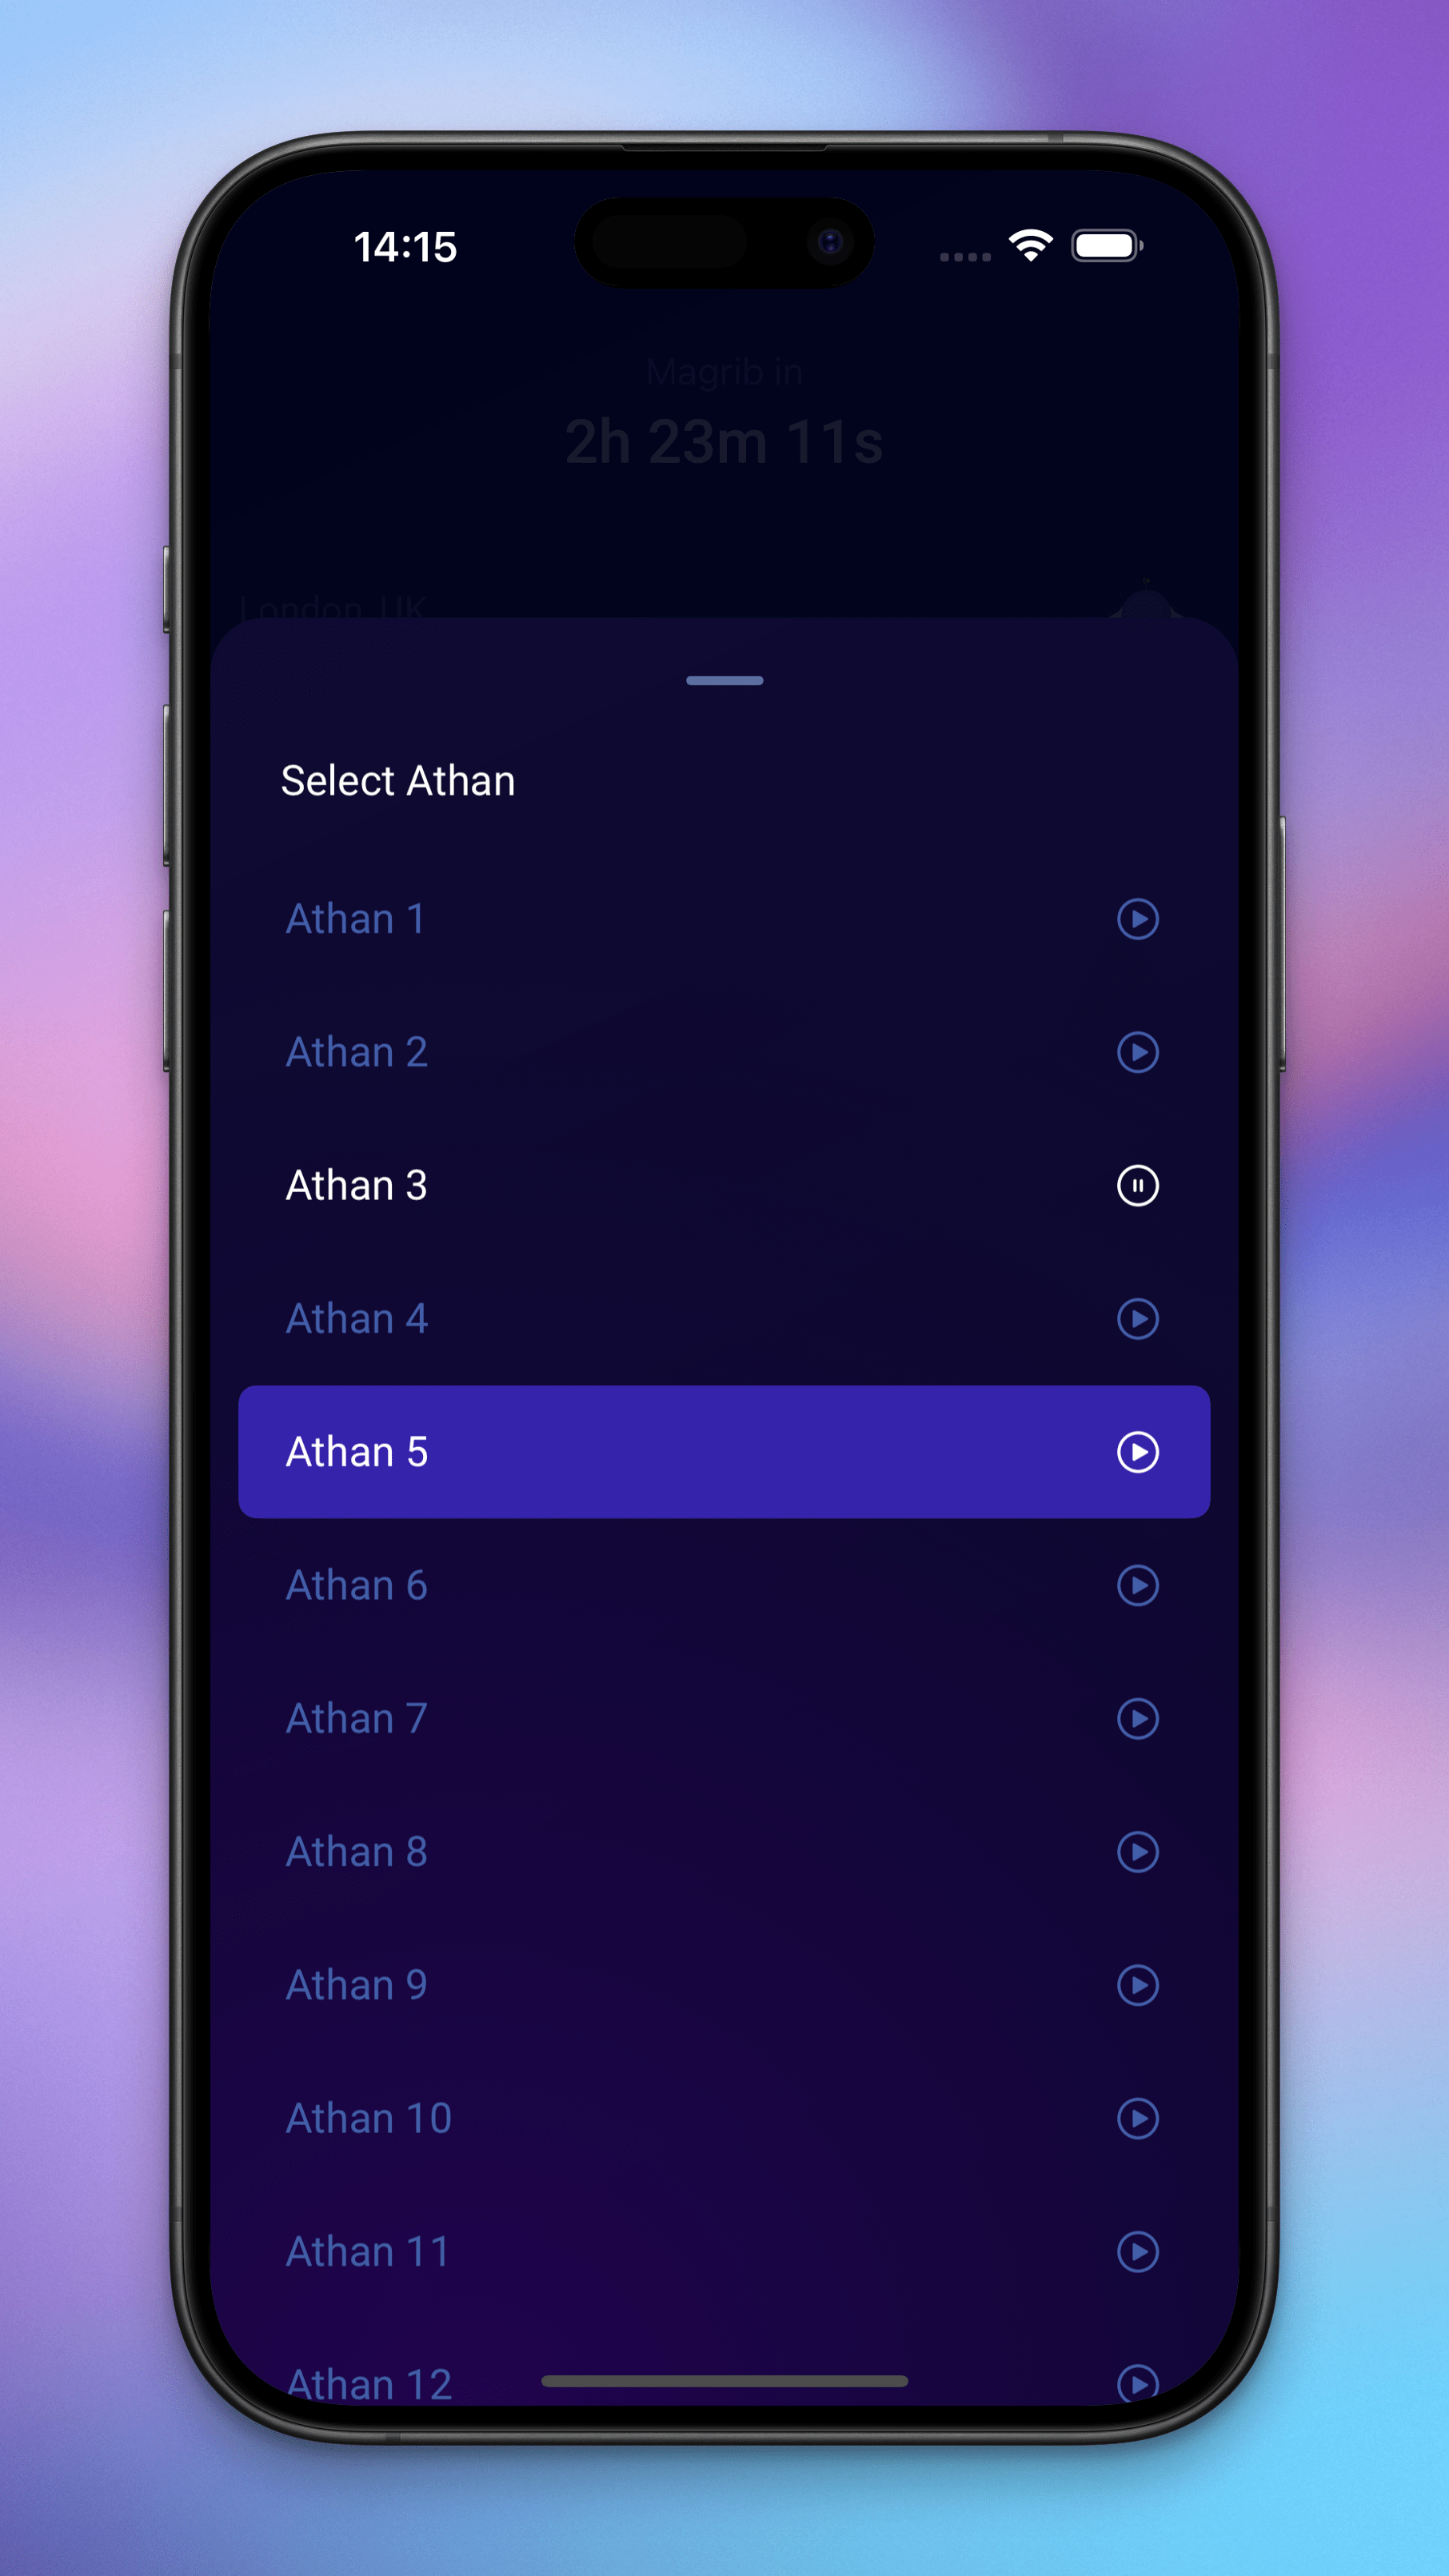 14:15
Magrib in
2h 23m 11s
London, UK
Select Athan
Athan 1
Athan 2
Athan 3
Athan 4
Athan 5
Athan 6
Athan 7
Athan 8
Athan 9
Athan 10
Athan 11
Athan 12